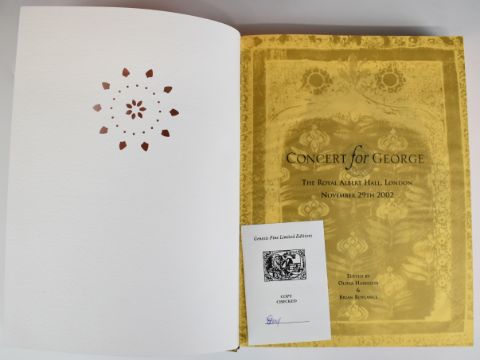 CONCERT for GEORGE
THE ROYAL ALBERT HALL, LONDON
NOVEMBER 29TH 2002
Genesis Fine Limited Editions
COPY
CHECKED
EDITED BY
OLIVIA HARRISON
&
BRIAN ROYLANCE